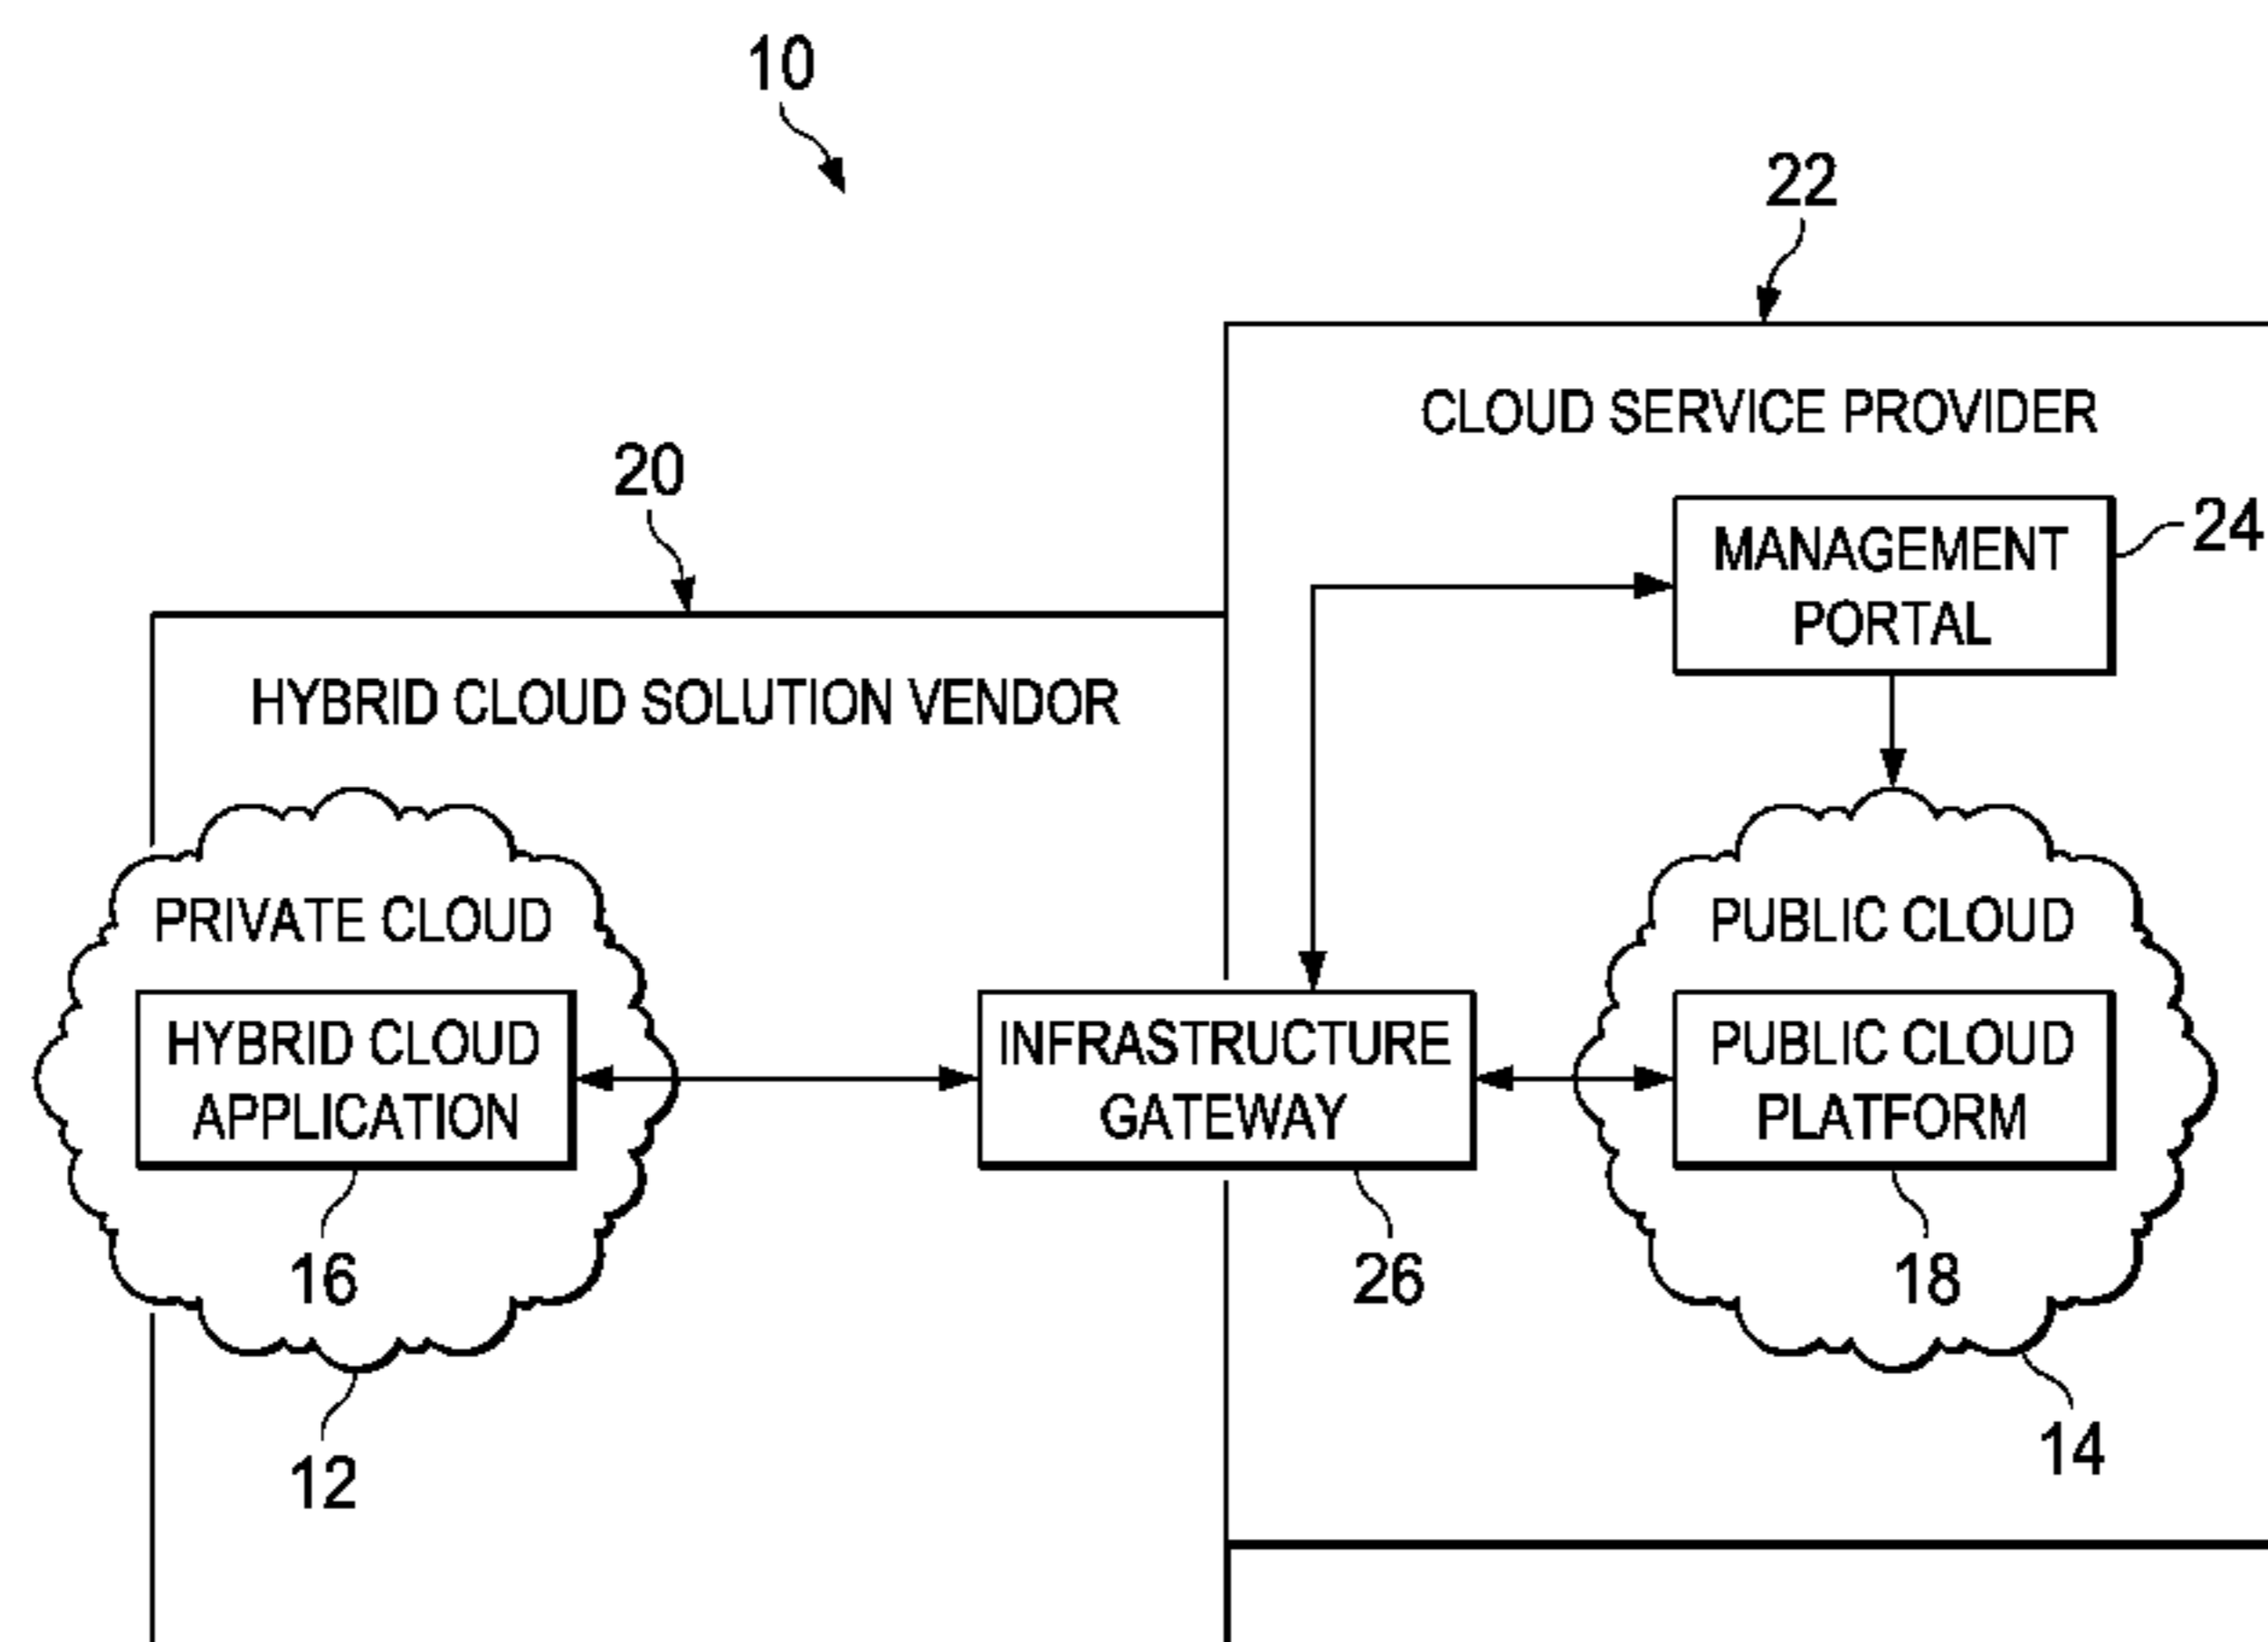 10
22
CLOUD SERVICE PROVIDER
20
MANAGEMENT
PORTAL
24
HYBRID CLOUD SOLUTION VENDOR
PRIVATE CLOUD
PUBLIC CLOUD
HYBRID CLOUD
APPLICATION
INFRASTRUCTURE
GATEWAY
PUBLIC CLOUD
PLATFORM
16
26
18
12
14